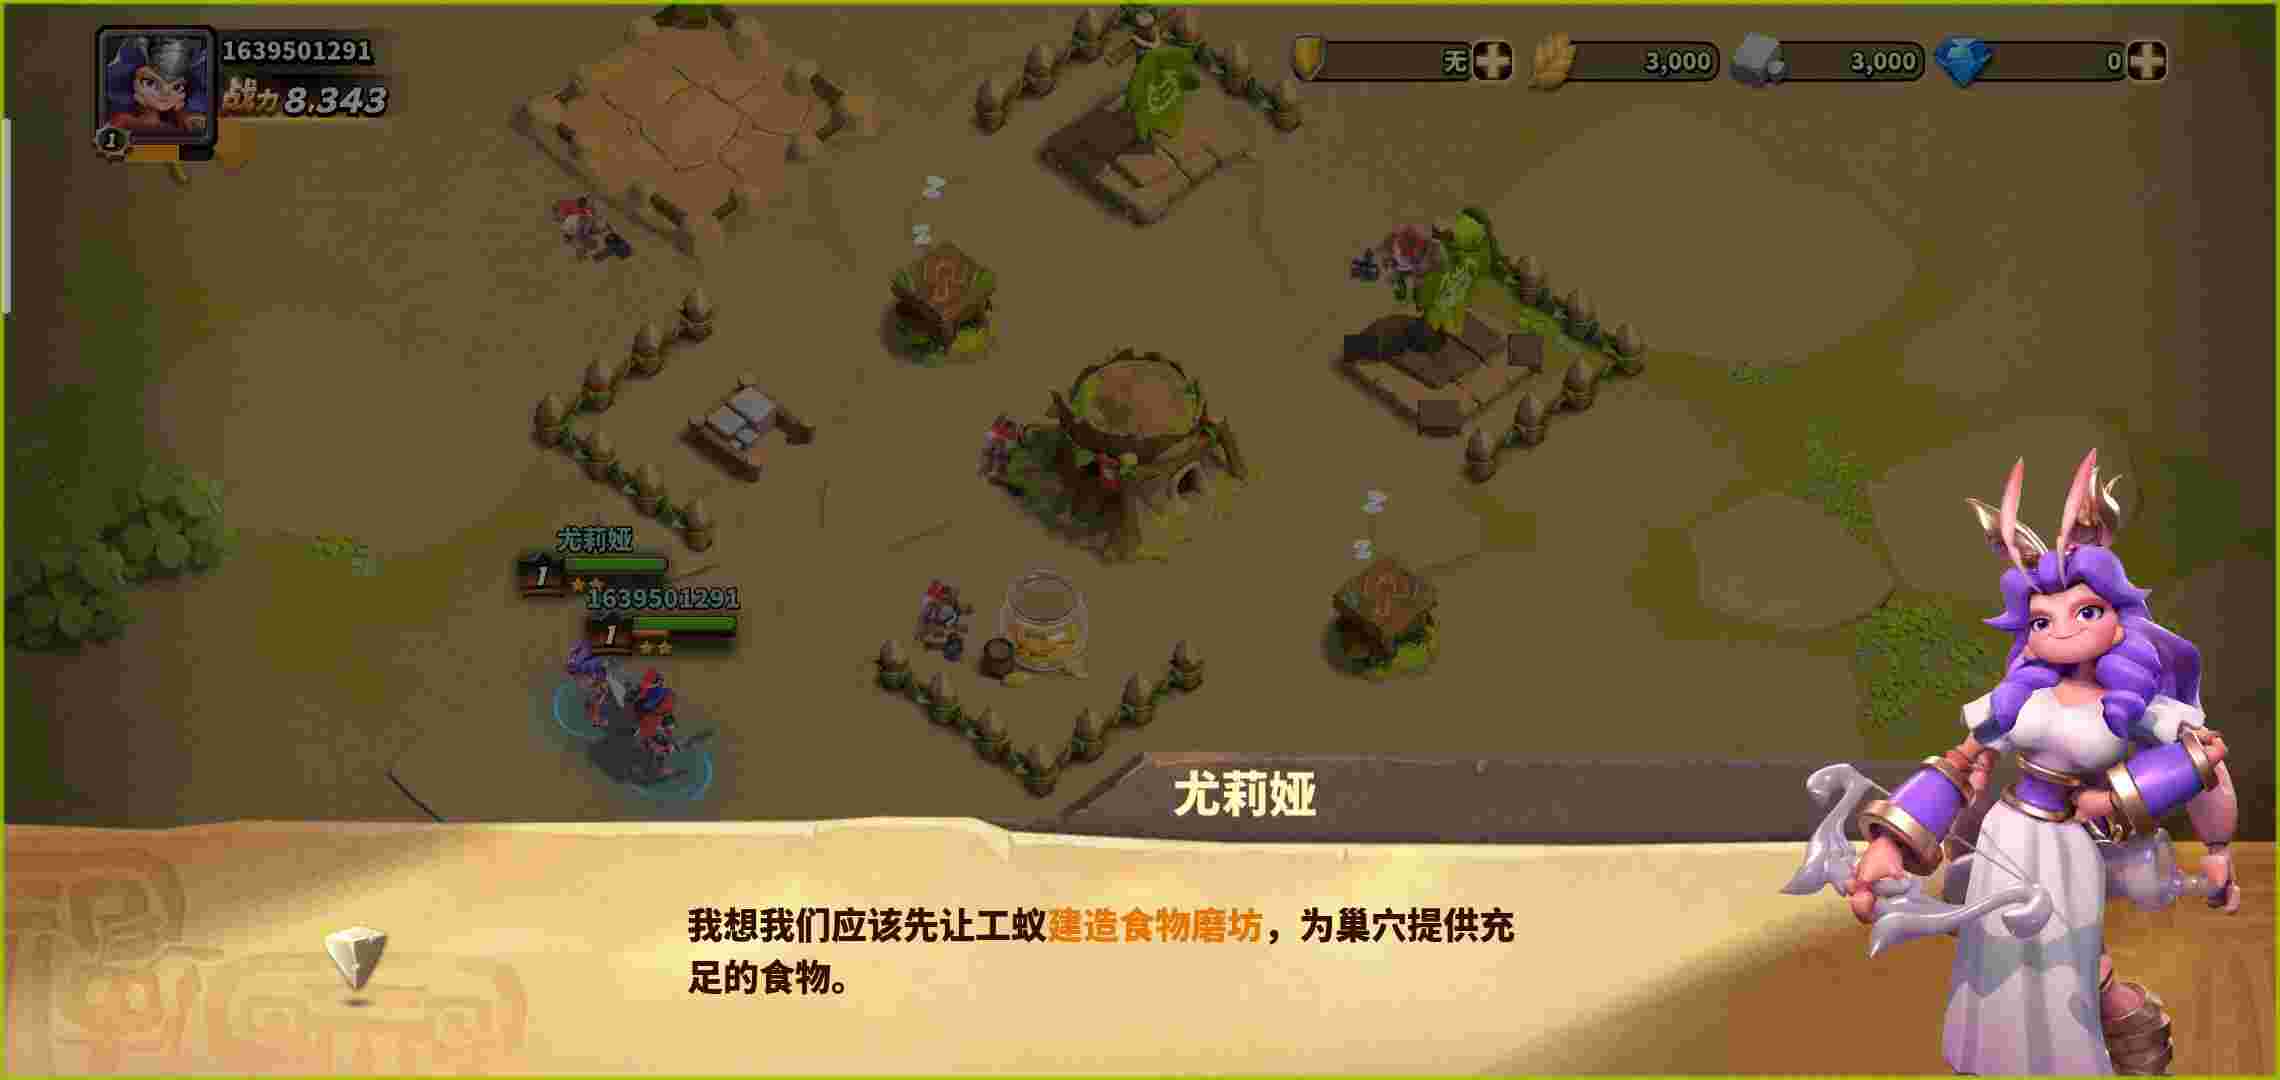 1639501291
战力 8,343
1
无
3,000
3,000
0
z
z
z
z
尤莉娅
1
1639501291
1
尤莉娅
我想我们应该先让工蚁建造食物磨坊，为巢穴提供充
足的食物。